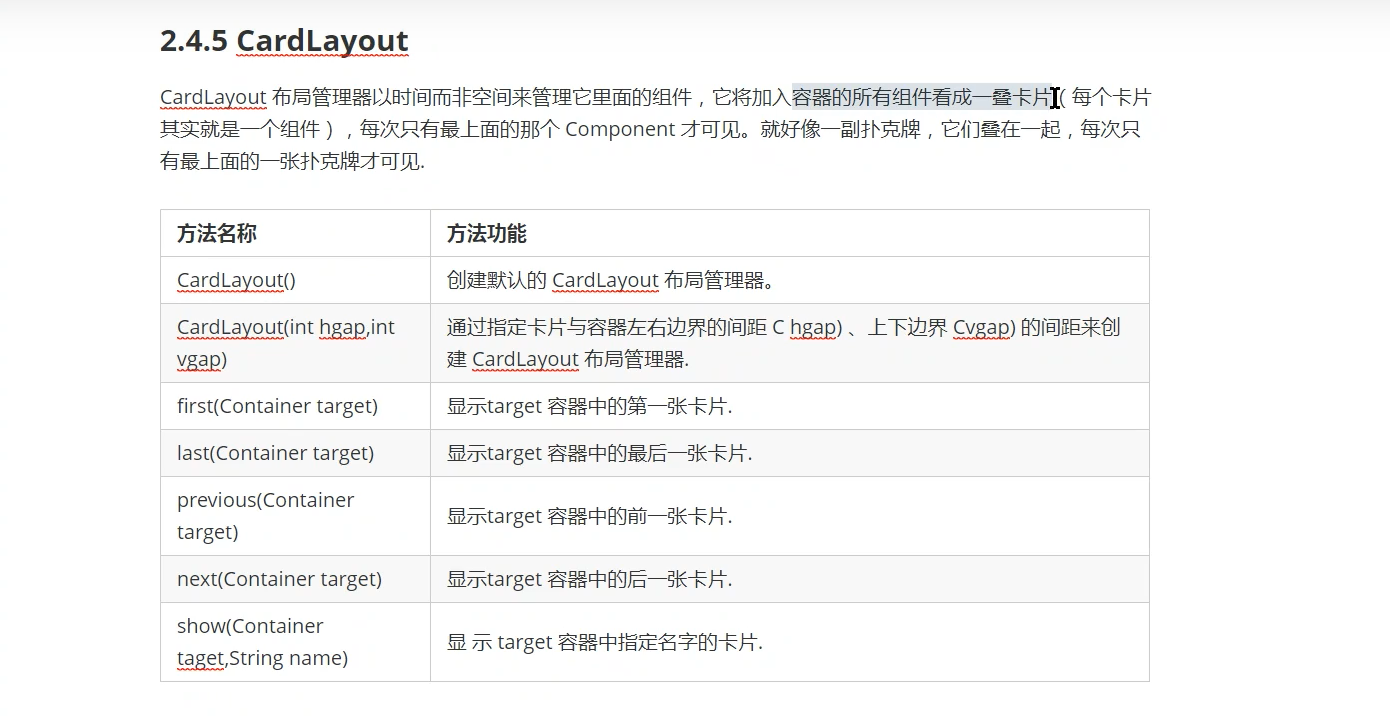 2.4.5 CardLayout
CardLayout 布局管理器以时间而非空间来管理它里面的组件，它将加入容器的所有组件看成一叠卡片（每个卡片
其实就是一个组件），每次只有最上面的那个 Component 才可见。就好像一副扑克牌，它们叠在一起，每次只
有最上面的一张扑克牌才可见.
方法名称 方法功能
CardLayout() 创建默认的 CardLayout 布局管理器。
CardLayout(int hgap,int
vgap)
通过指定卡片与容器左右边界的间距 C hgap) 、上下边界 Cvgap) 的间距来创
建 CardLayout 布局管理器.
first(Container target) 显示target 容器中的第一张卡片.
last(Container target) 显示target 容器中的最后一张卡片.
previous(Container
target)
显示target 容器中的前一张卡片.
next(Container target) 显示target 容器中的后一张卡片.
show(Container
taget,String name)
显 示 target 容器中指定名字的卡片.